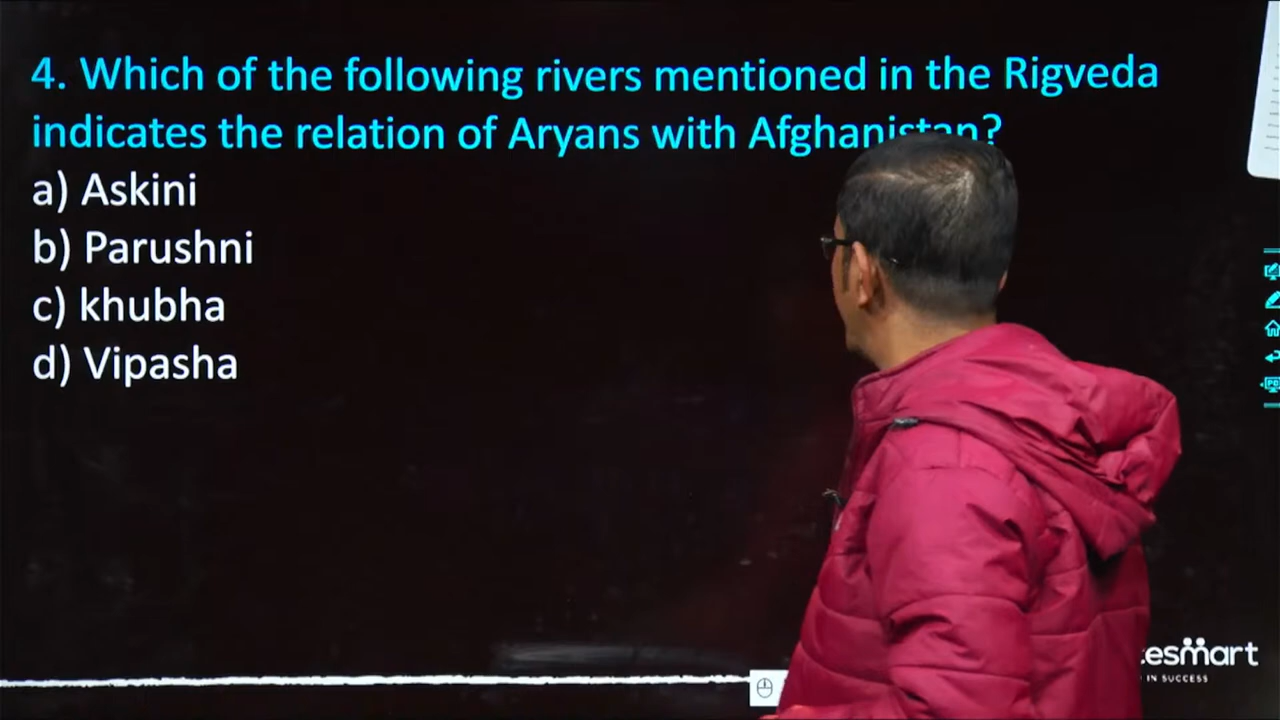 4. Which of the following rivers mentioned in the Rigveda
indicates the relation of Aryans with Afghanistan?
a) Askini
b) Parushni
c) khubha
d) Vipasha
IN SUCCESS